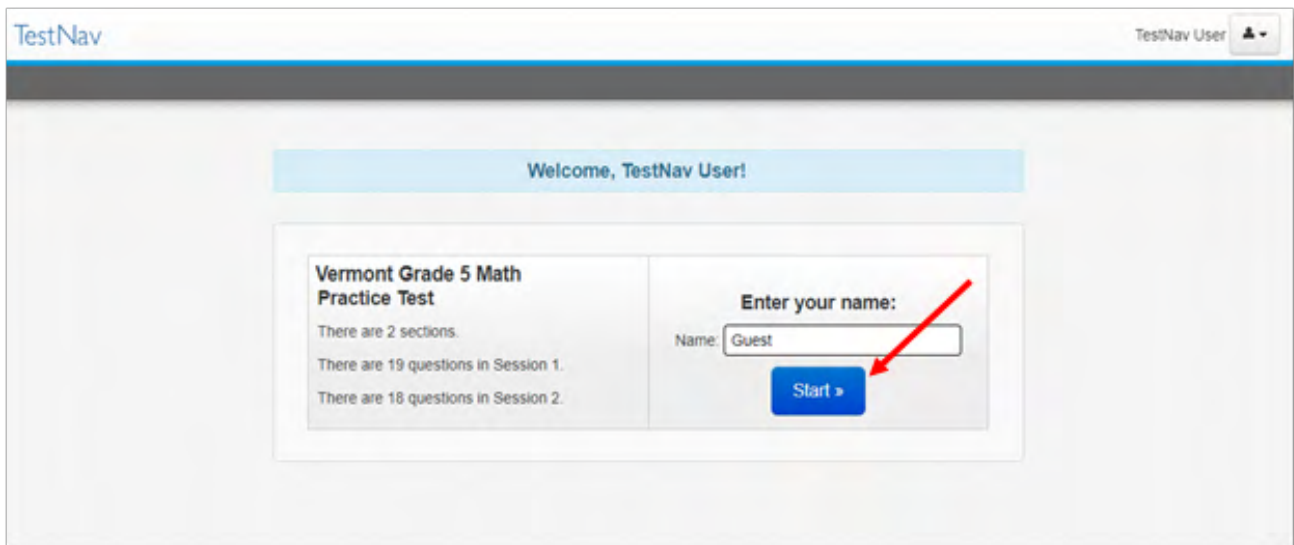 TestNav
TestNav User
Welcome, TestNav User!
Vermont Grade 5 Math
Practice Test
There are 2 sections.
There are 19 questions in Session 1.
There are 18 questions in Session 2.
Enter your name:
Name: Guest
Start »